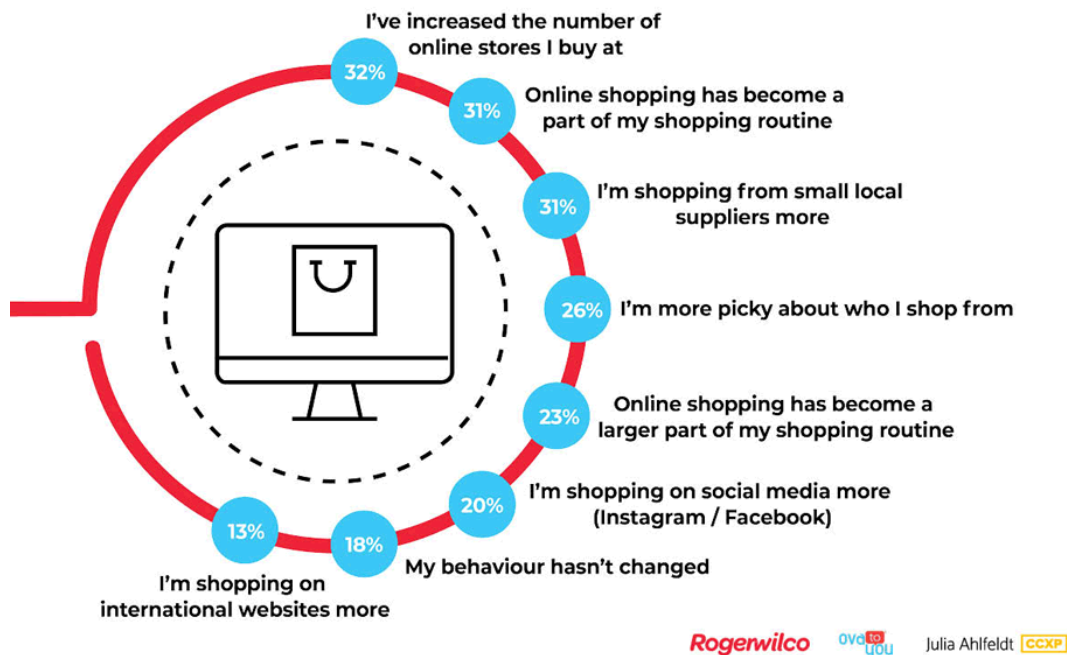 I've increased the number of
online stores I buy at
32%
Online shopping has become a
part of my shopping routine
31%
I'm shopping from small local
suppliers more
31%
I'm more picky about who I shop from
26%
Online shopping has become a
larger part of my shopping routine
23%
I'm shopping on social media more
(Instagram / Facebook)
20%
My behaviour hasn't changed
18%
I'm shopping on
international websites more
13%
Rogerwilco
ova to
you
Julia Ahlfeldt CCXP